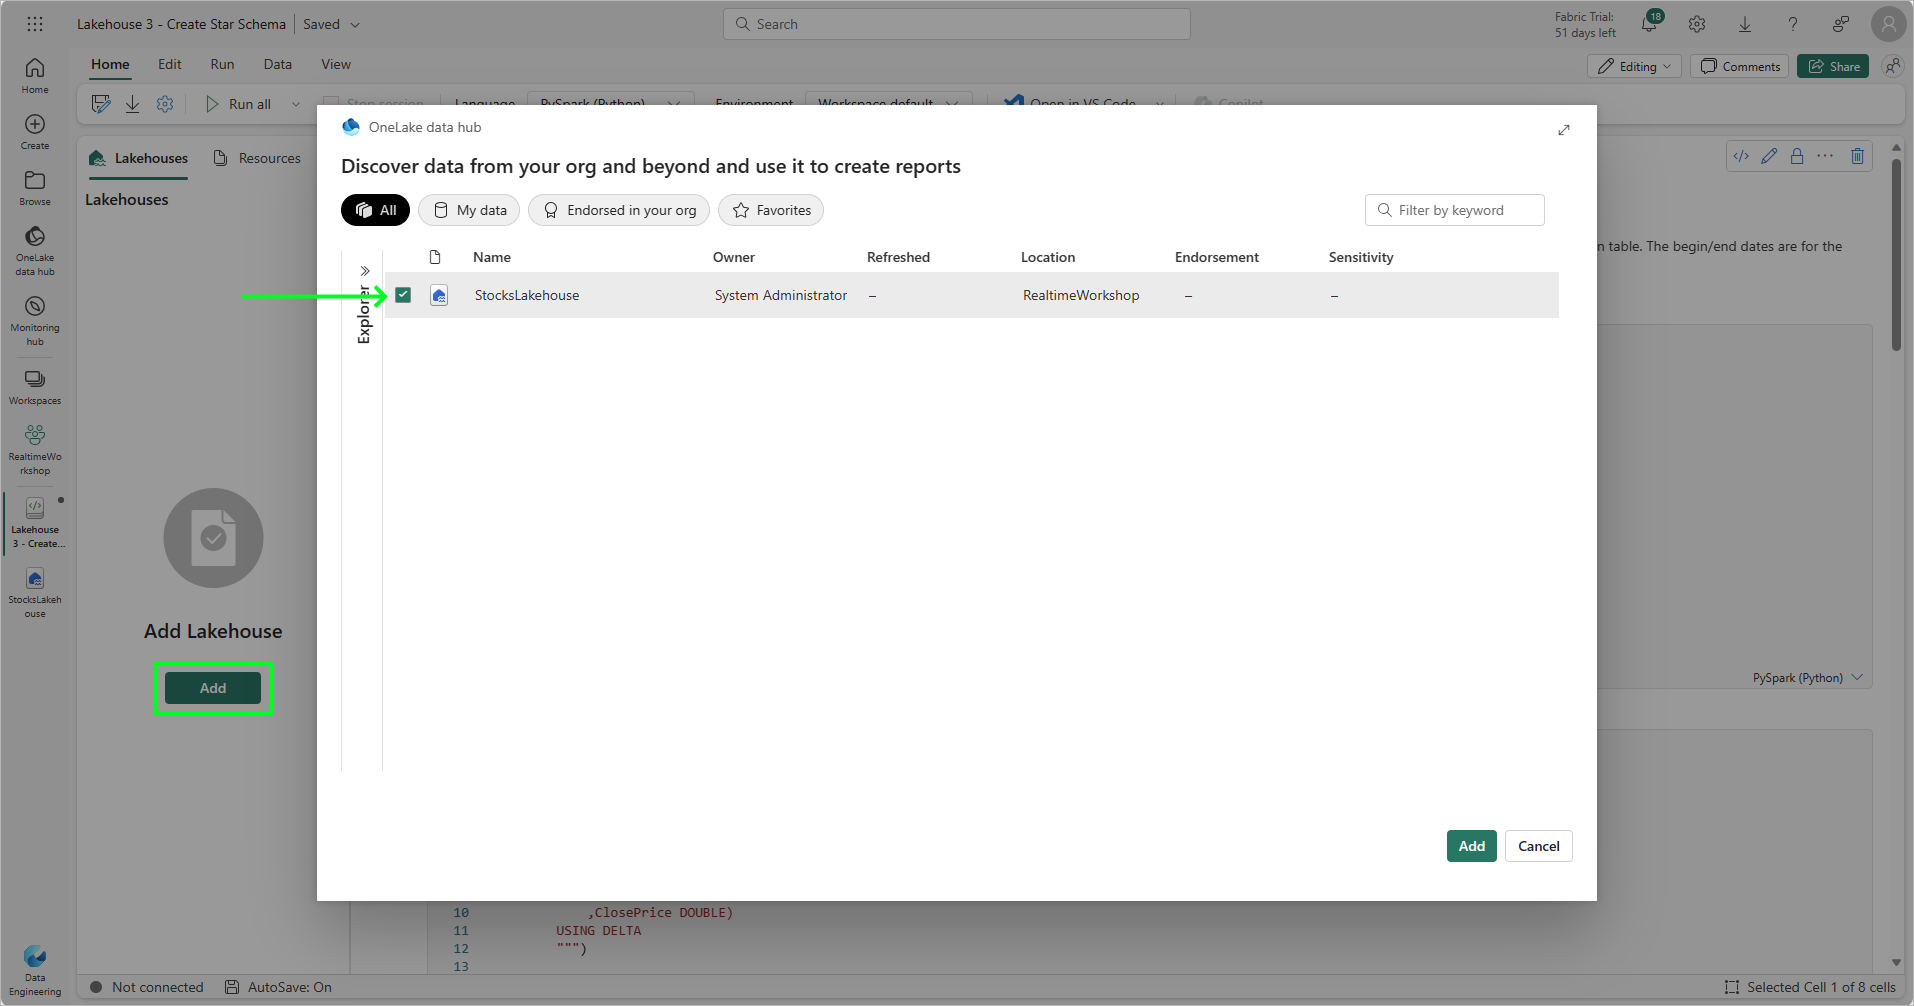 Lakehouse 3 - Create Star Schema
Saved
Search
Fabric Trial:
51 days left
18
Home
Edit
Run
Data
View
Editing
Comments
Share
Run all
Stop session
Language
PySpark (Python)
Environment
Workspace default
Open in VS Code
Copilot
Home
Create
Browse
OneLake
data hub
Monitoring
hub
Workspaces
RealtimeWo
rkshop
Lakehouse
3 - Create...
StocksLakeh
ouse
Data
Engineering
Lakehouses
Resources
Lakehouses
Add Lakehouse
Add
OneLake data hub
Discover data from your org and beyond and use it to create reports
All
My data
Endorsed in your org
Favorites
Filter by keyword
Explorer
Name
Owner
Refreshed
Location
Endorsement
Sensitivity
StocksLakehouse
System Administrator
–
RealtimeWorkshop
–
–
Add
Cancel
n table. The begin/end dates are for the
PySpark (Python)
10 ,ClosePrice DOUBLE)
11 USING DELTA
12 """)
13
Not connected
AutoSave: On
Selected Cell 1 of 8 cells